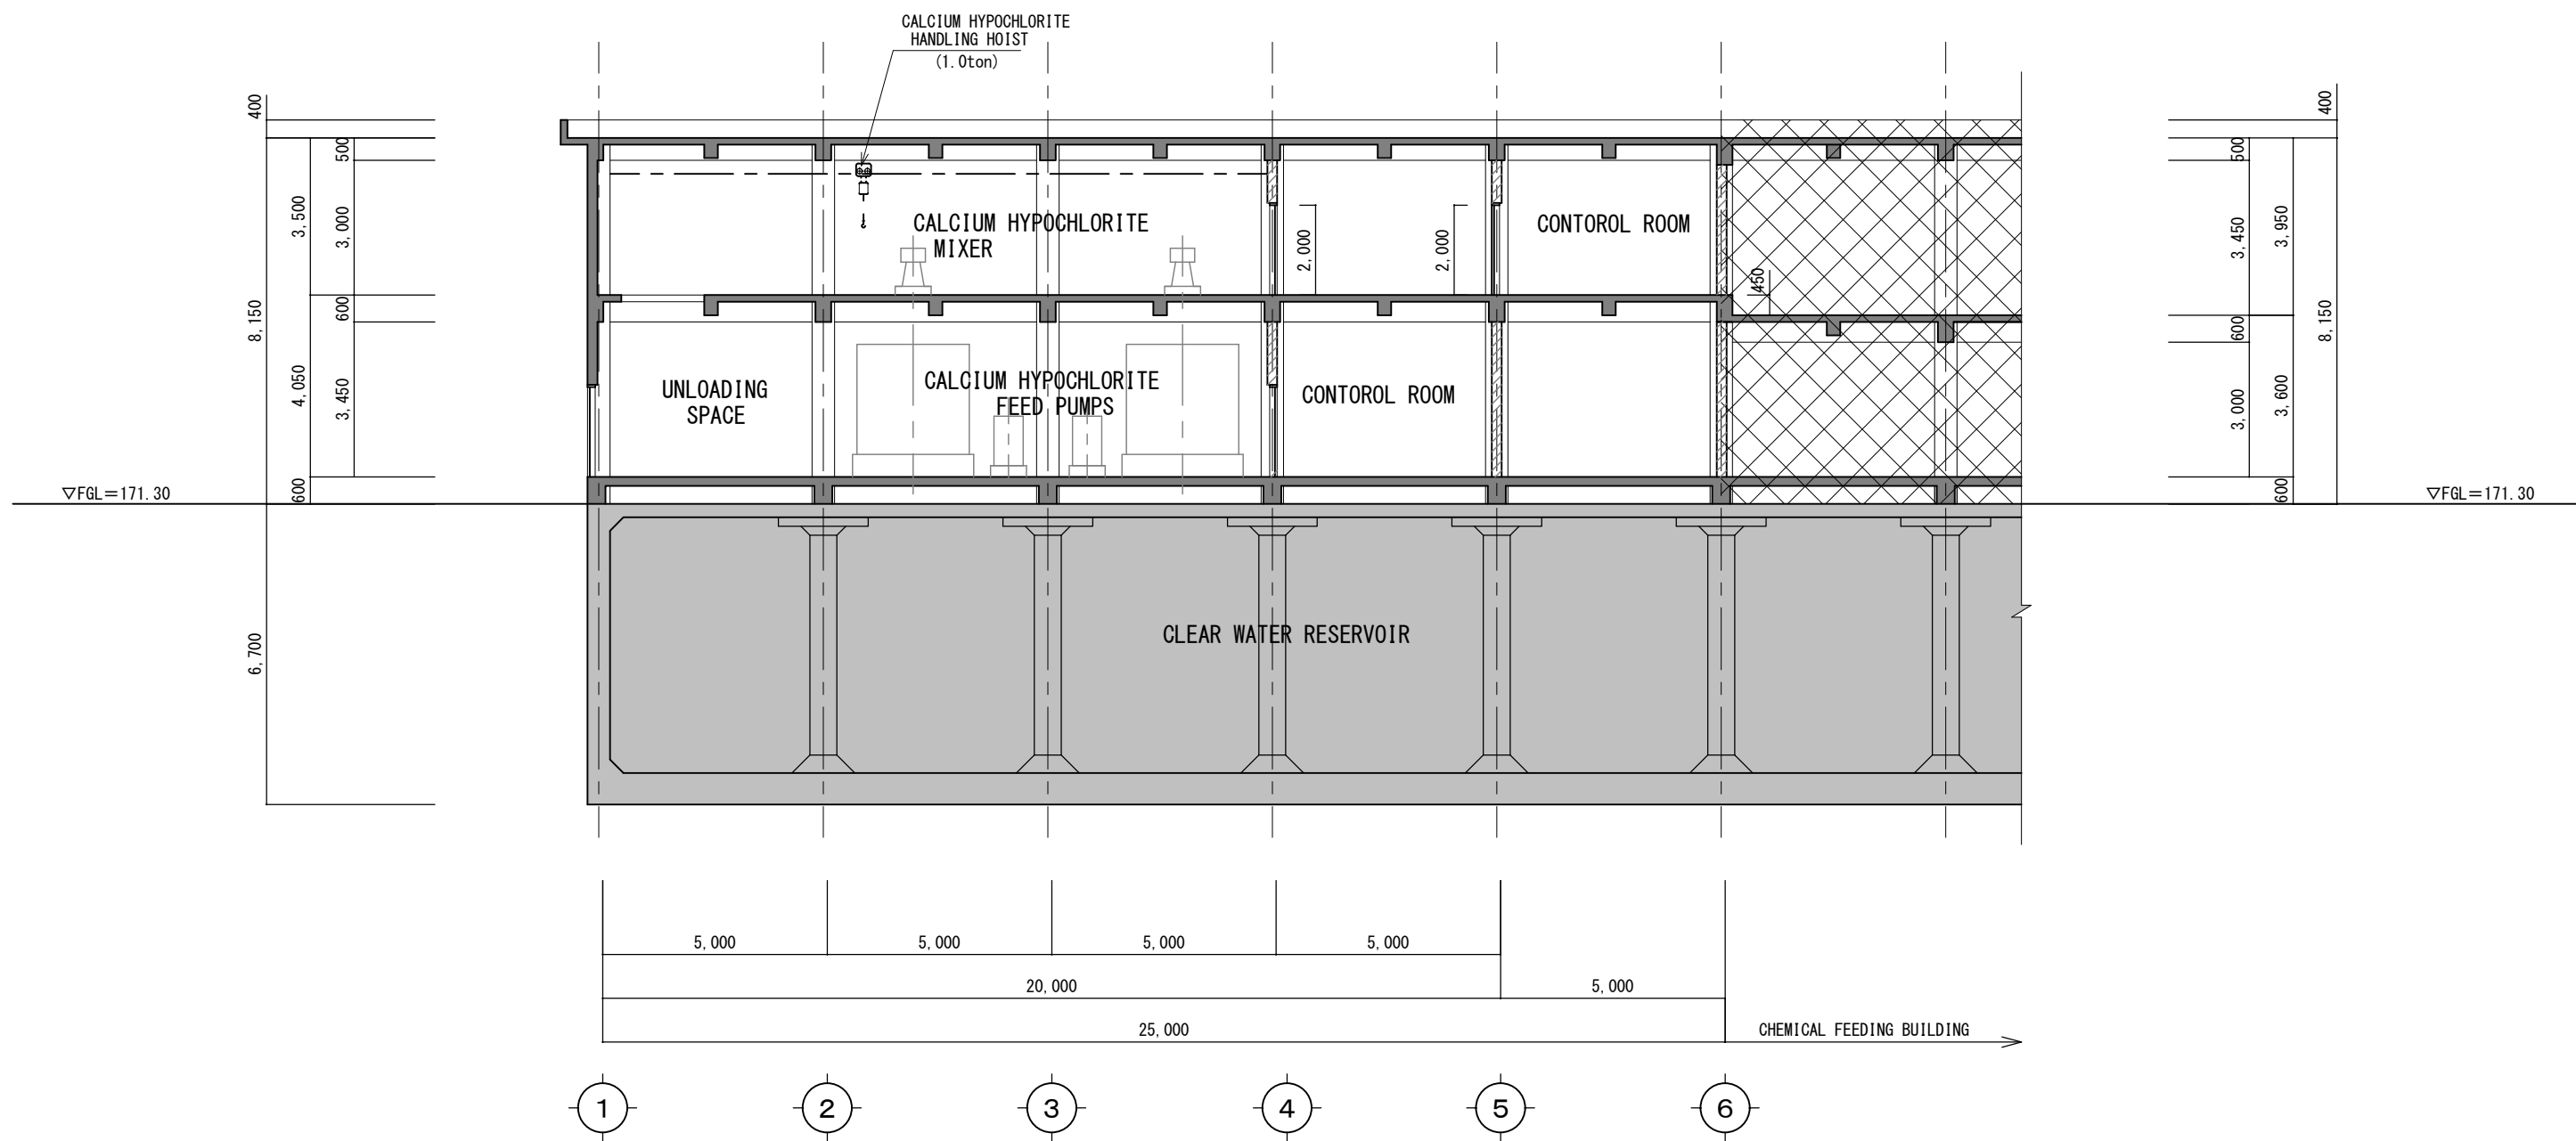 CALCIUM HYPOCHLORITE
HANDLING HOIST
(1.0ton)
400
500
3,500
3,000
600
8,150
4,050
3,450
600
▽FGL=171.30
6,700
CALCIUM HYPOCHLORITE
MIXER
2,000
2,000
CONTOROL ROOM
450
UNLOADING
SPACE
CALCIUM HYPOCHLORITE
FEED PUMPS
CONTOROL ROOM
CLEAR WATER RESERVOIR
400
500
3,450
3,950
600
8,150
3,000
3,600
600
▽FGL=171.30
5,000
5,000
5,000
5,000
20,000
5,000
25,000
CHEMICAL FEEDING BUILDING
1
2
3
4
5
6